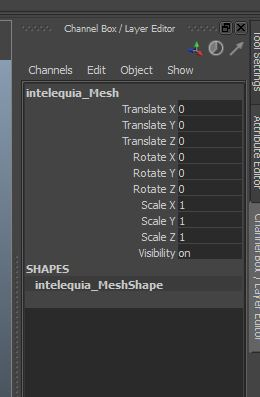 Channel Box / Layer Editor
Channels Edit Object Show
intelequia_Mesh
Translate X 0
Translate Y 0
Translate Z 0
Rotate X 0
Rotate Y 0
Rotate Z 0
Scale X 1
Scale Y 1
Scale Z 1
Visibility on
SHAPES
intelequia_MeshShape
Tool Settings
Attribute Editor
Channel Box / Layer Editor